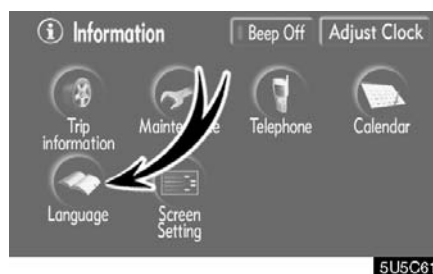 i Information
Beep Off
Adjust Clock
Trip
information
Telephone
Calendar
Language
Screen
Setting
5U5C61